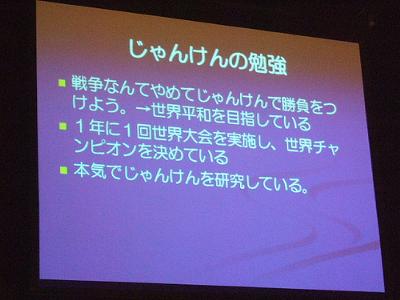 じゃんけんの勉強
戦争なんてやめてじゃんけんで勝負をつ
けよう。→世界平和を目指している
１年に１回世界大会を実施し、世界チャ
ンピオンを決めている
本気でじゃんけんを研究している。